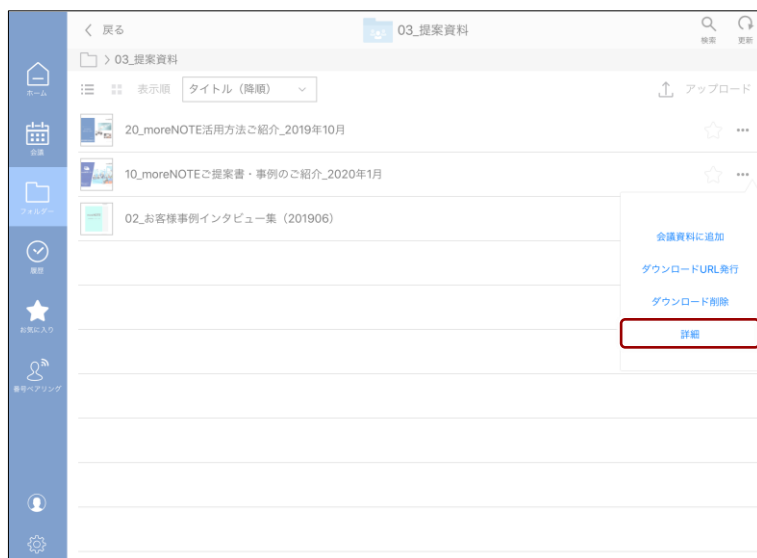 戻る
03_提案資料
検索
更新
03_提案資料
表示順
タイトル（降順）
アップロード
20_moreNOTE活用方法ご紹介_2019年10月
10_moreNOTEご提案書・事例のご紹介_2020年1月
02_お客様事例インタビュー集（201906）
会議資料に追加
ダウンロードURL発行
ダウンロード削除
詳細
ホーム
会議
フォルダー
履歴
お気に入り
番号ペアリング